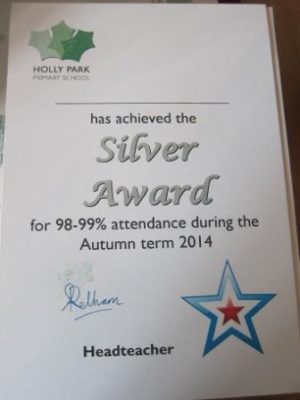 HOLLY PARK
PRIMARY SCHOOL
has achieved the
Silver
Award
for 98-99% attendance during the
Autumn term 2014
Headteacher